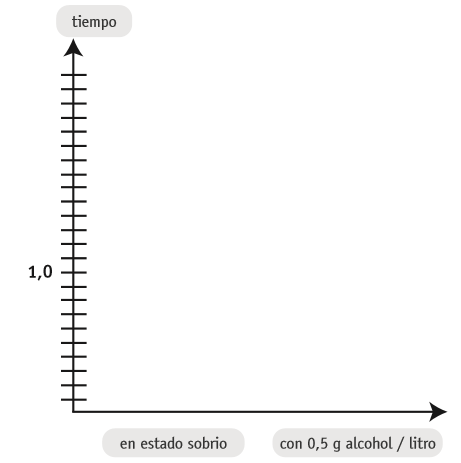 tiempo
1,0
en estado sobrio
con 0,5 g alcohol / litro